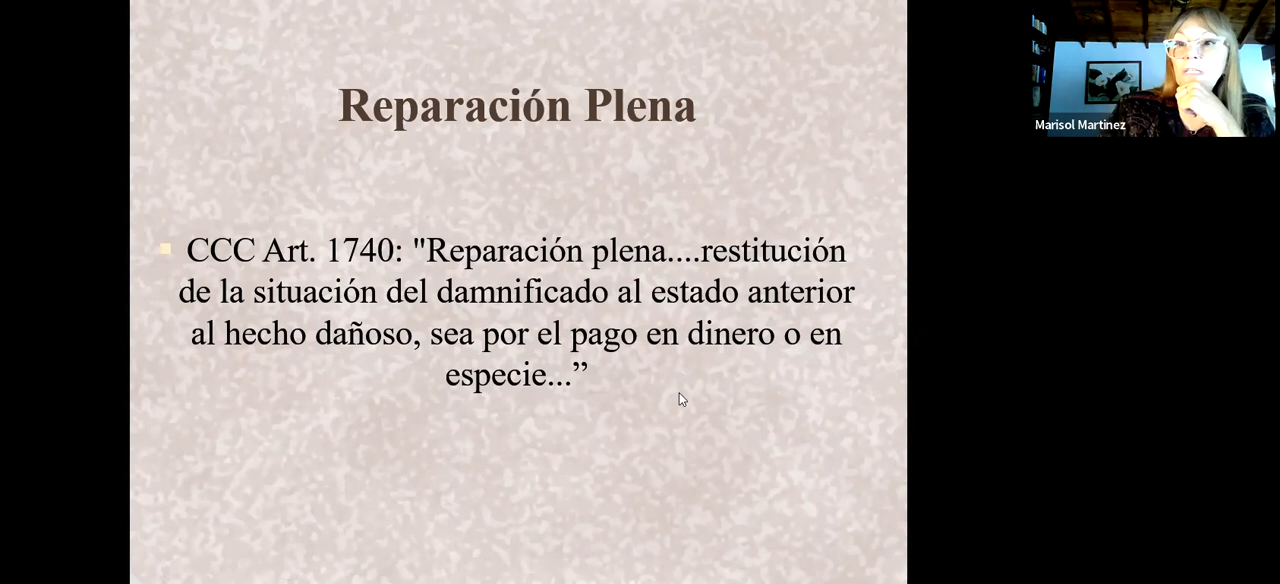 Reparación Plena
CCC Art. 1740: "Reparación plena....restitución
de la situación del damnificado al estado anterior
al hecho dañoso, sea por el pago en dinero o en
especie...”
Marisol Martinez